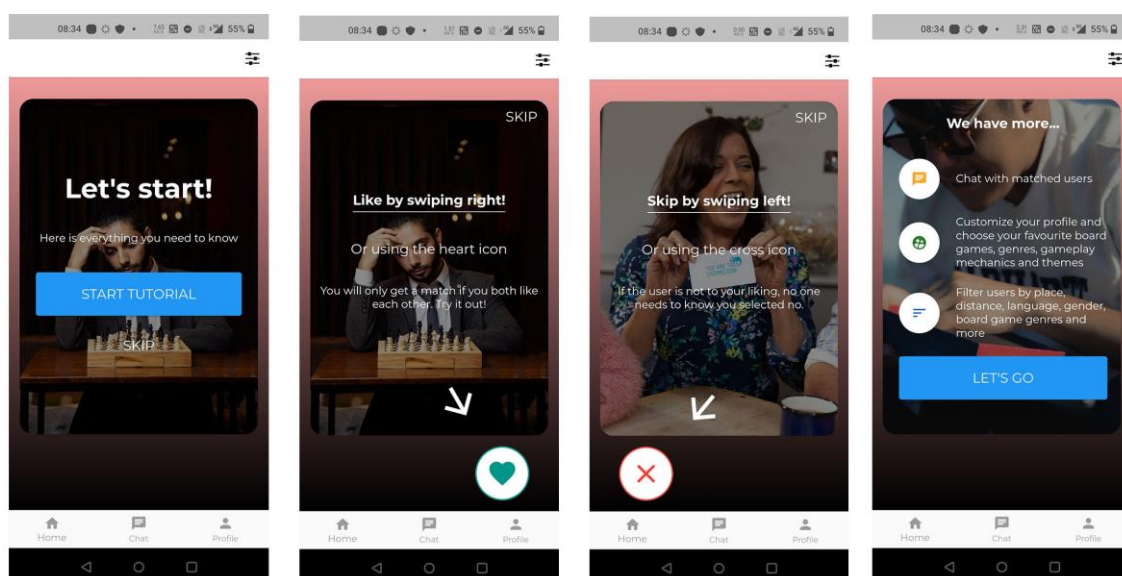 08:34
55%
Let's start!
Here is everything you need to know
START TUTORIAL
SKIP
Home
Chat
Profile
08:34
55%
SKIP
Like by swiping right!
Or using the heart icon
You will only get a match if you both like
each other. Try it out!
Home
Chat
Profile
08:34
55%
SKIP
Skip by swiping left!
Or using the cross icon
If the user is not to your liking, no one
needs to know you selected no.
Home
Chat
Profile
08:34
55%
We have more...
Chat with matched users
Customize your profile and
choose your favourite board
games, genres, gameplay
mechanics and themes
Filter users by place,
distance, language, gender,
board game genres and
more
LET'S GO
Home
Chat
Profile